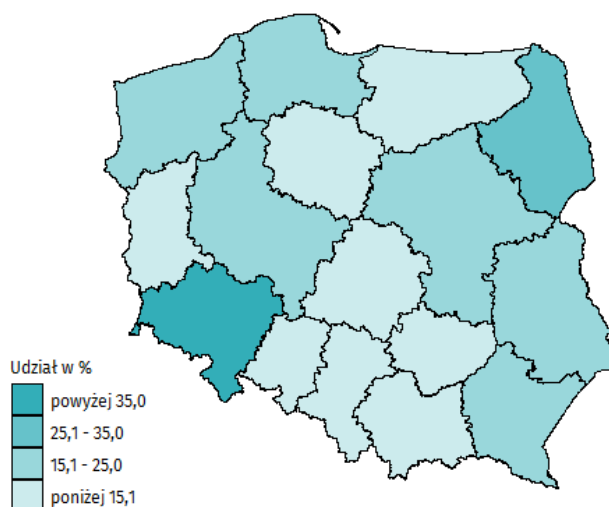 Udział w %
powyżej 35,0
25,1 - 35,0
15,1 - 25,0
poniżej 15,1